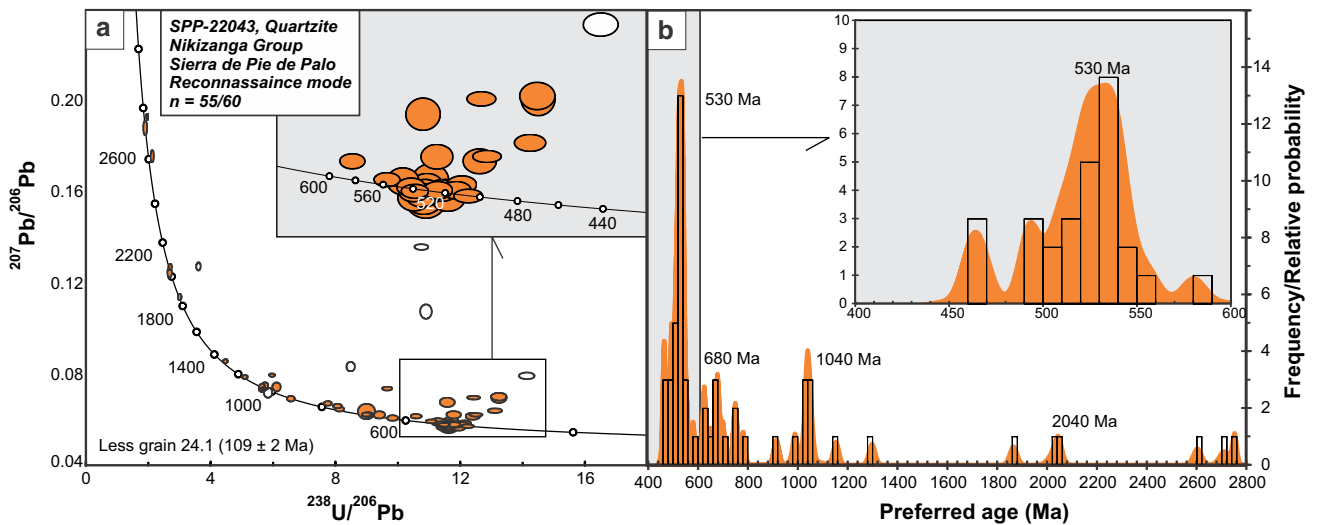 a
SPP-22043, Quartzite
Nikizanga Group
Sierra de Pie de Palo
Reconnassaince mode
n = 55/60
600
560
520
480
440
0.20
0.16
0.12
0.08
0.04
2600
2200
1800
1400
1000
600
Less grain 24.1 (109 ± 2 Ma)
0 4 8 12 16
238U/206Pb
207Pb/206Pb
b
530 Ma
680 Ma
1040 Ma
2040 Ma
530 Ma
10
9
8
7
6
5
4
3
2
1
0
400 450 500 550 600
14
12
10
8
6
4
2
0
400 600 800 1000 1200 1400 1600 1800 2000 2200 2400 2600 2800
Preferred age (Ma)
Frequency/Relative probability